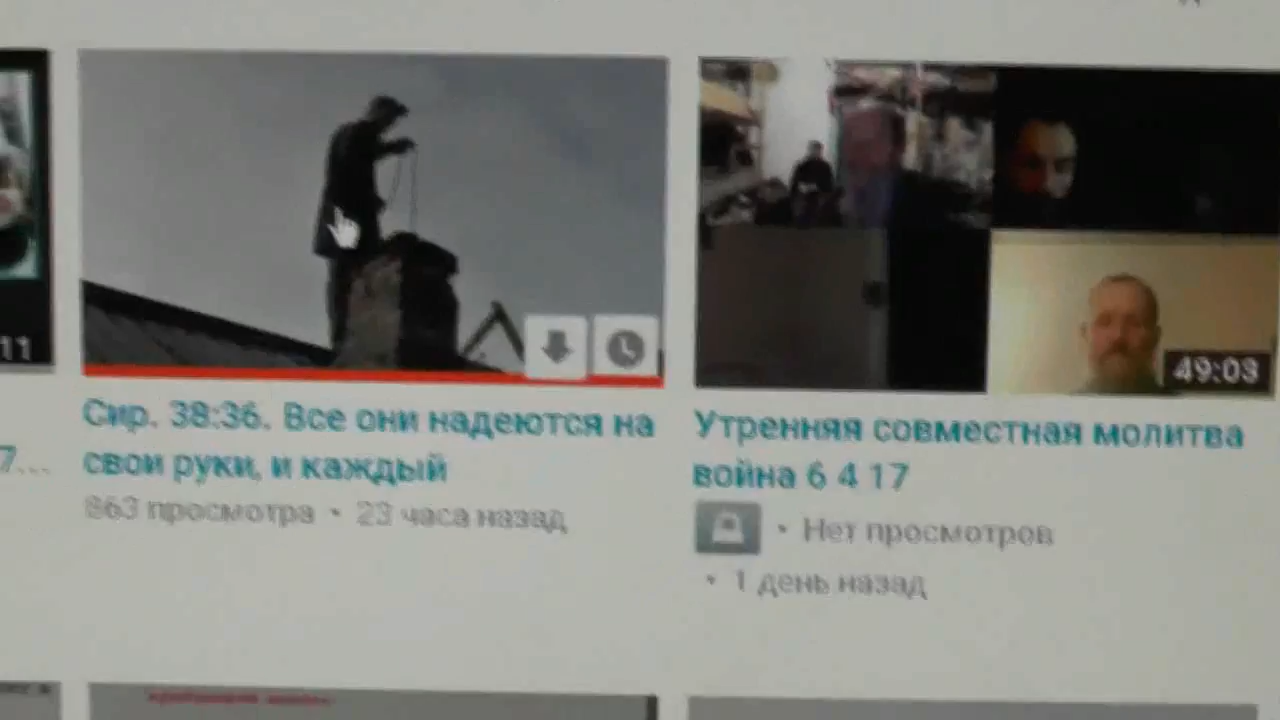 11
49:03
Сир. 38:36. Все они надеются на
свои руки, и каждый
863 просмотра • 23 часа назад
7...
Утренняя совместная молитва
война 6 4 17
• Нет просмотров
• 1 день назад